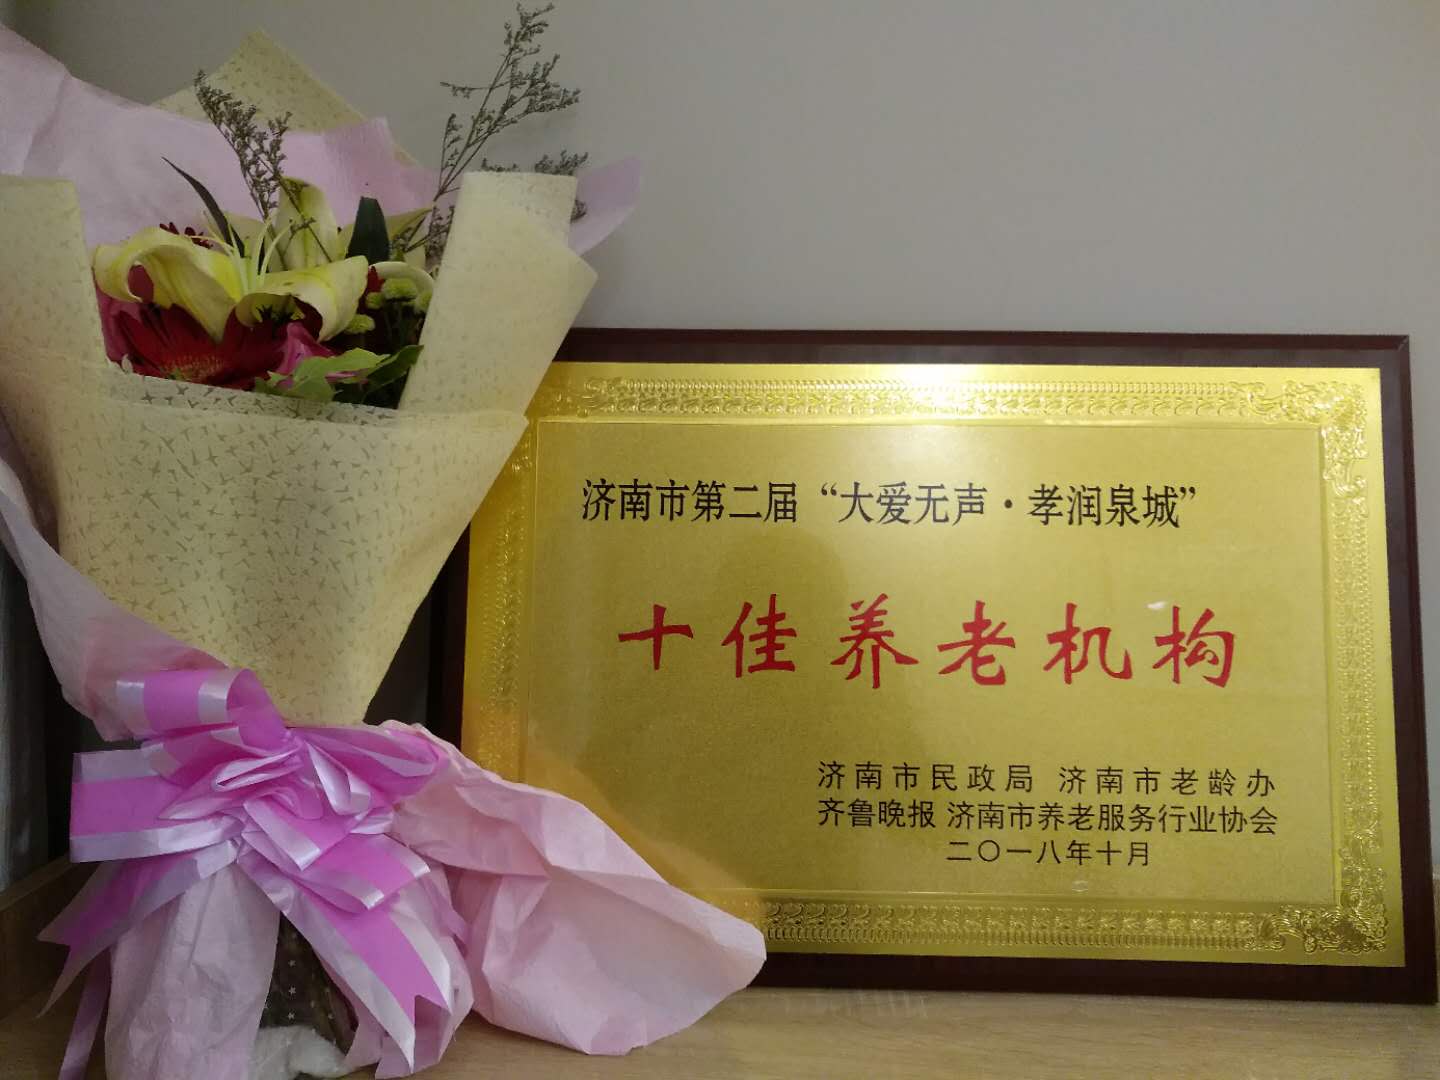 济南市第二届“大爱无声·孝润泉城”
十佳养老机构
济南市民政局 济南市老龄办
齐鲁晚报 济南市养老服务行业协会
二〇一八年十月